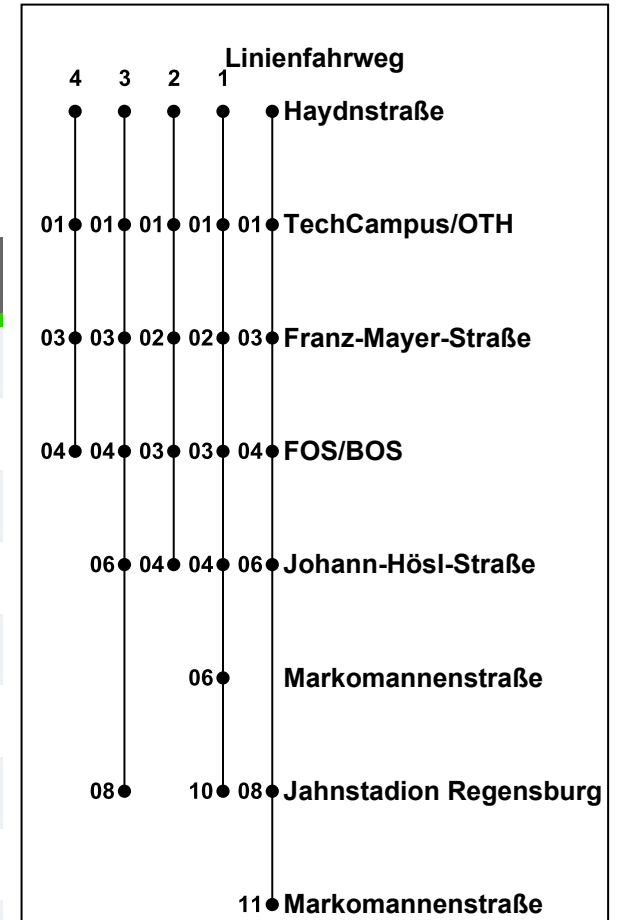 Linienfahrweg
4 3 2 1
Haydnstraße
01 01 01 01 01 TechCampus/OTH
03 03 02 02 03 Franz-Mayer-Straße
04 04 03 03 04 FOS/BOS
06 04 04 06 Johann-Hösl-Straße
06 Markomannenstraße
08 10 08 Jahnstadion Regensburg
11 Markomannenstraße